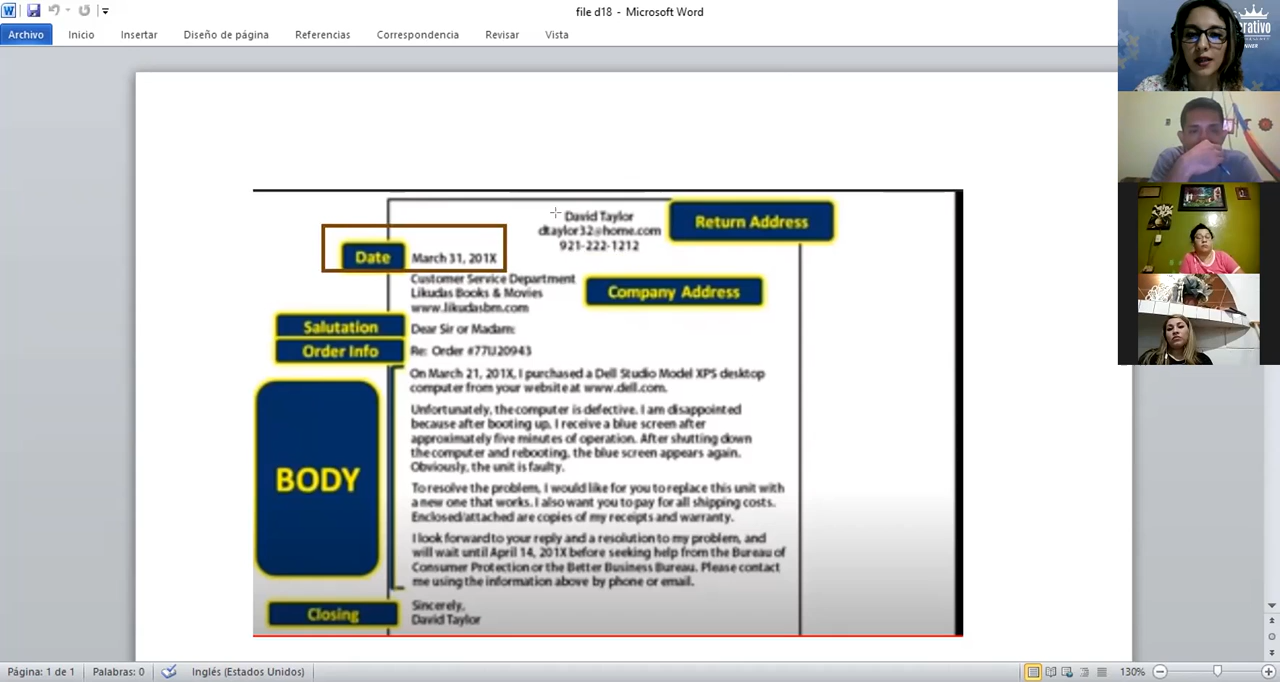 file d18 - Microsoft Word
Archivo Inicio Insertar Diseño de página Referencias Correspondencia Revisar Vista
David Taylor
Return Address
dtaylor32@home.com
921-222-1212
Date
March 31, 201X
Customer Service Department
Likudas Books & Movies
Company Address
www.likudasbm.com
Salutation
Dear Sir or Madam:
Order Info
Re: Order #77U20943
On March 21, 201X, I purchased a Dell Studio Model XPS desktop
computer from your website at www.dell.com.
Unfortunately, the computer is defective. I am disappointed
because after booting up, I receive a blue screen after
approximately five minutes of operation. After shutting down
the computer and rebooting, the blue screen appears again.
Obviously, the unit is faulty.
BODY
To resolve the problem, I would like for you to replace this unit with
a new one that works. I also want you to pay for all shipping costs.
Enclosed/attached are copies of my receipts and warranty.
I look forward to your reply and a resolution to my problem, and
will wait until April 14, 201X before seeking help from the Bureau of
Consumer Protection or the Better Business Bureau. Please contact
me using the information above by phone or email.
Closing
Sincerely,
David Taylor
Página: 1 de 1 Palabras: 0 Inglés (Estados Unidos) 130%